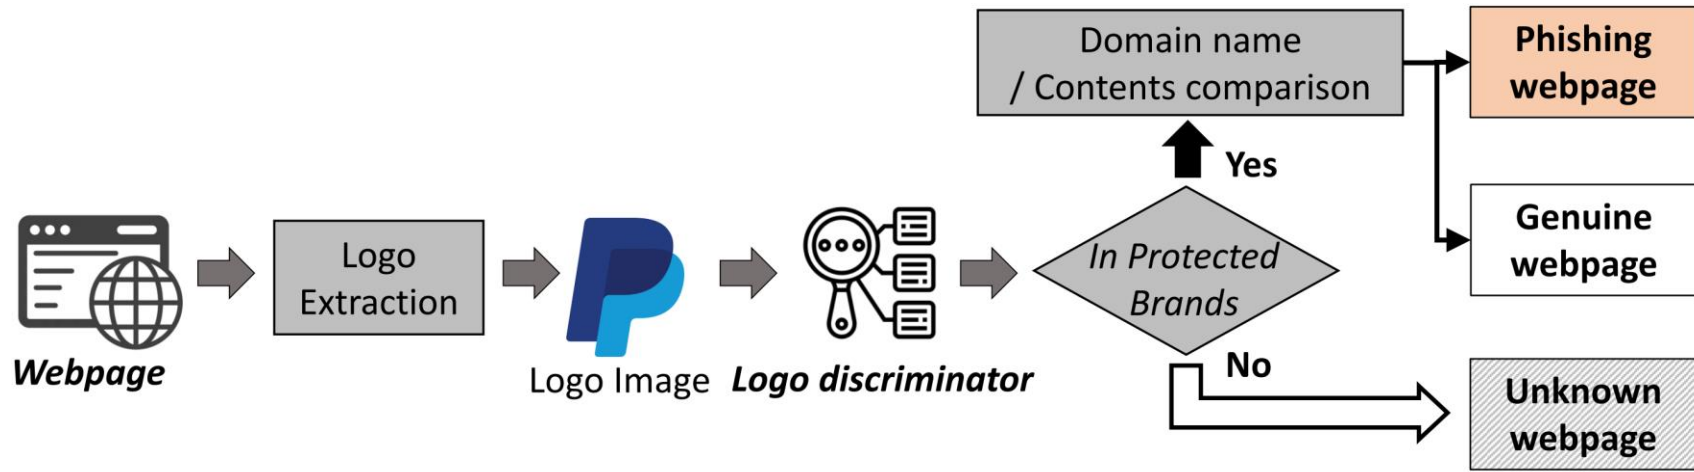 Webpage
Logo
Extraction
Logo Image
Logo discriminator
In Protected
Brands
Yes
No
Domain name
/ Contents comparison
Phishing
webpage
Genuine
webpage
Unknown
webpage